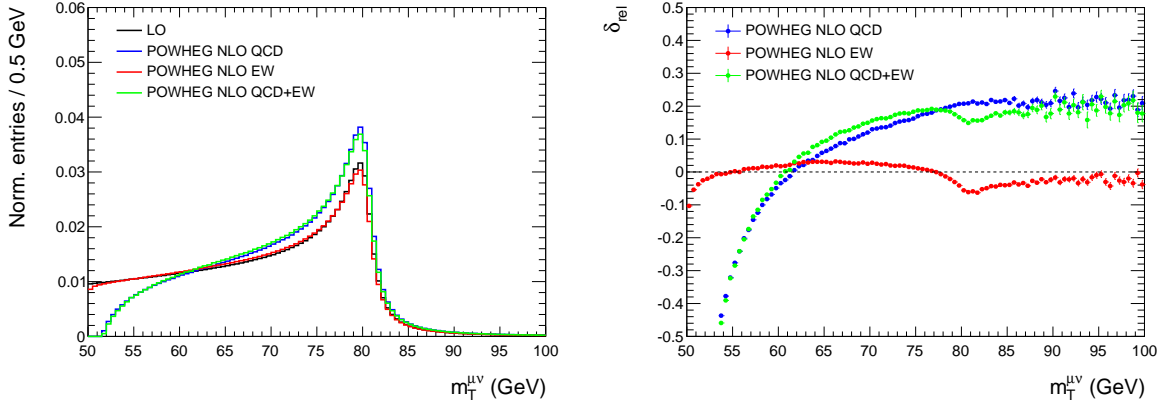 Norm. entries / 0.5 GeV
0.06
0.05
0.04
0.03
0.02
0.01
0
LO
POWHEG NLO QCD
POWHEG NLO EW
POWHEG NLO QCD+EW
50 55 60 65 70 75 80 85 90 95 100
m_T^{μν} (GeV)
δ_rel
0.5
0.4
0.3
0.2
0.1
0
-0.1
-0.2
-0.3
-0.4
-0.5
POWHEG NLO QCD
POWHEG NLO EW
POWHEG NLO QCD+EW
50 55 60 65 70 75 80 85 90 95 100
m_T^{μν} (GeV)